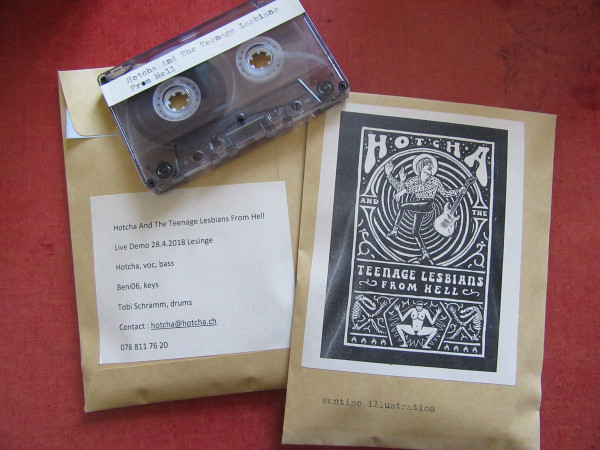 Hotcha And The Teenage Lesbians
From Hell
Hotcha And The Teenage Lesbians From Hell
Live Demo 28.4.2018 Lesinge
Hotcha, voc, bass
Beni06, keys
Tobi Schramm, drums
Contact : hotcha@hotcha.ch
078 811 76 20
HOTCHA
AND THE
TEENAGE LESBIANS
FROM HELL
santino illustration